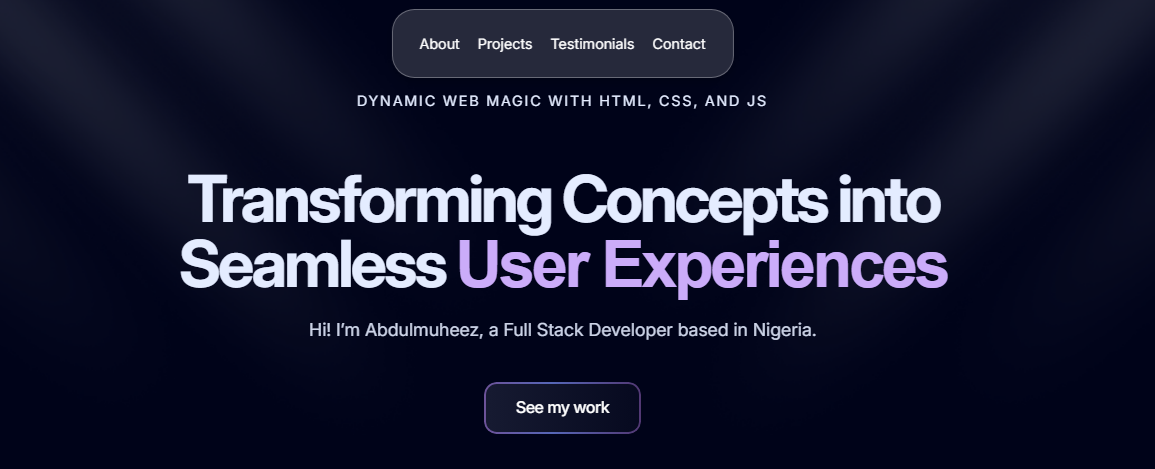 About Projects Testimonials Contact
DYNAMIC WEB MAGIC WITH HTML, CSS, AND JS
Transforming Concepts into
Seamless User Experiences
Hi! I’m Abdulmuheez, a Full Stack Developer based in Nigeria.
See my work